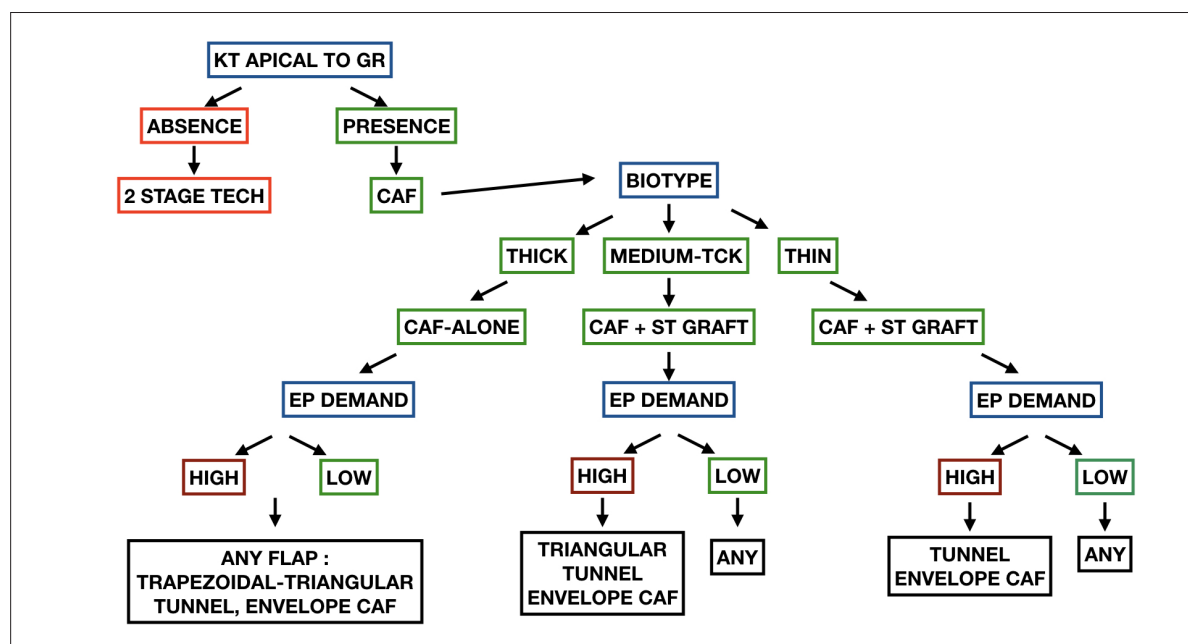 KT APICAL TO GR
ABSENCE
PRESENCE
2 STAGE TECH
CAF
BIOTYPE
THICK
MEDIUM-TCK
THIN
CAF-ALONE
CAF + ST GRAFT
CAF + ST GRAFT
EP DEMAND
EP DEMAND
EP DEMAND
HIGH
LOW
HIGH
LOW
HIGH
LOW
ANY FLAP :
TRAPEZOIDAL-TRIANGULAR
TUNNEL, ENVELOPE CAF
TRIANGULAR
TUNNEL
ENVELOPE CAF
ANY
TUNNEL
ENVELOPE CAF
ANY